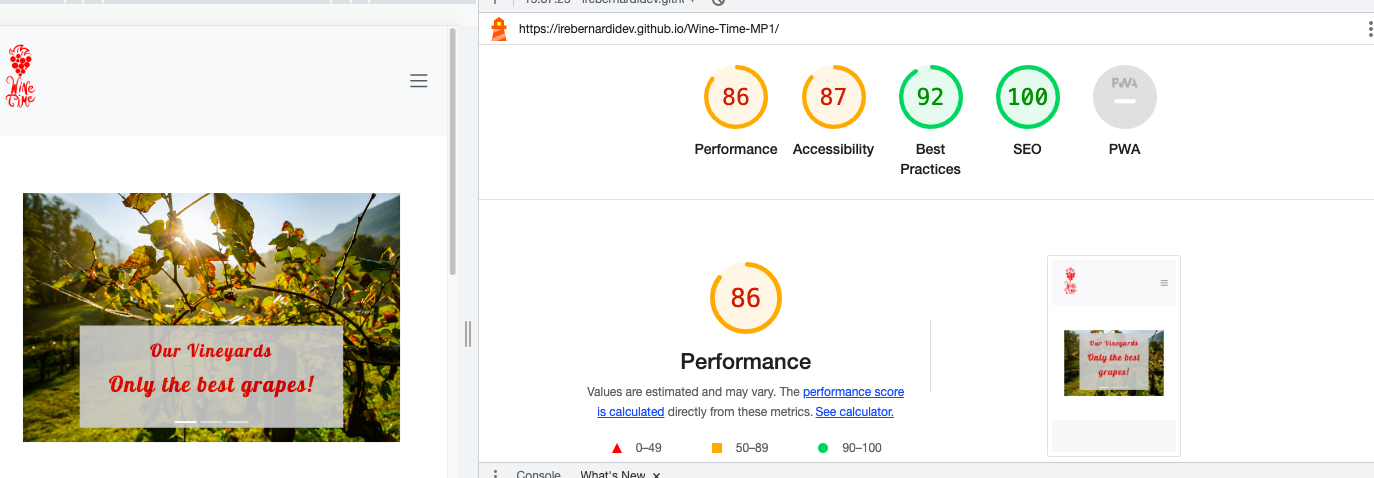 https://irebernardidev.github.io/Wine-Time-MP1/
Wine
Time
86
87
92
100
PWA
Performance
Accessibility
Best
Practices
SEO
PWA
Our Vineyards
Only the best grapes!
86
Performance
Values are estimated and may vary. The performance score
is calculated directly from these metrics. See calculator.
0–49
50–89
90–100
Our Vineyards
Only the best
grapes!
Console
What's New